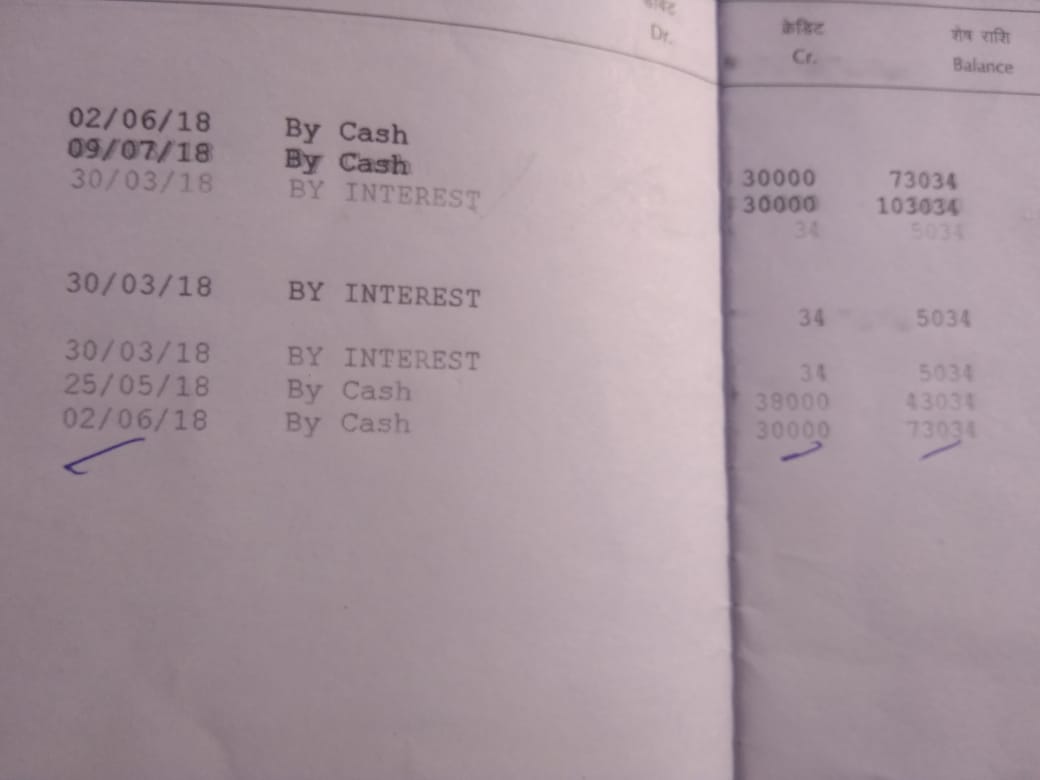 डेबिट क्रेडिट शेष राशि
Dr. Cr. Balance
02/06/18 By Cash 30000 73034
09/07/18 By Cash 30000 103034
30/03/18 BY INTEREST 34 5034
30/03/18 BY INTEREST 34 5034
30/03/18 BY INTEREST 34 5034
25/05/18 By Cash 38000 43034
02/06/18 By Cash 30000 73034